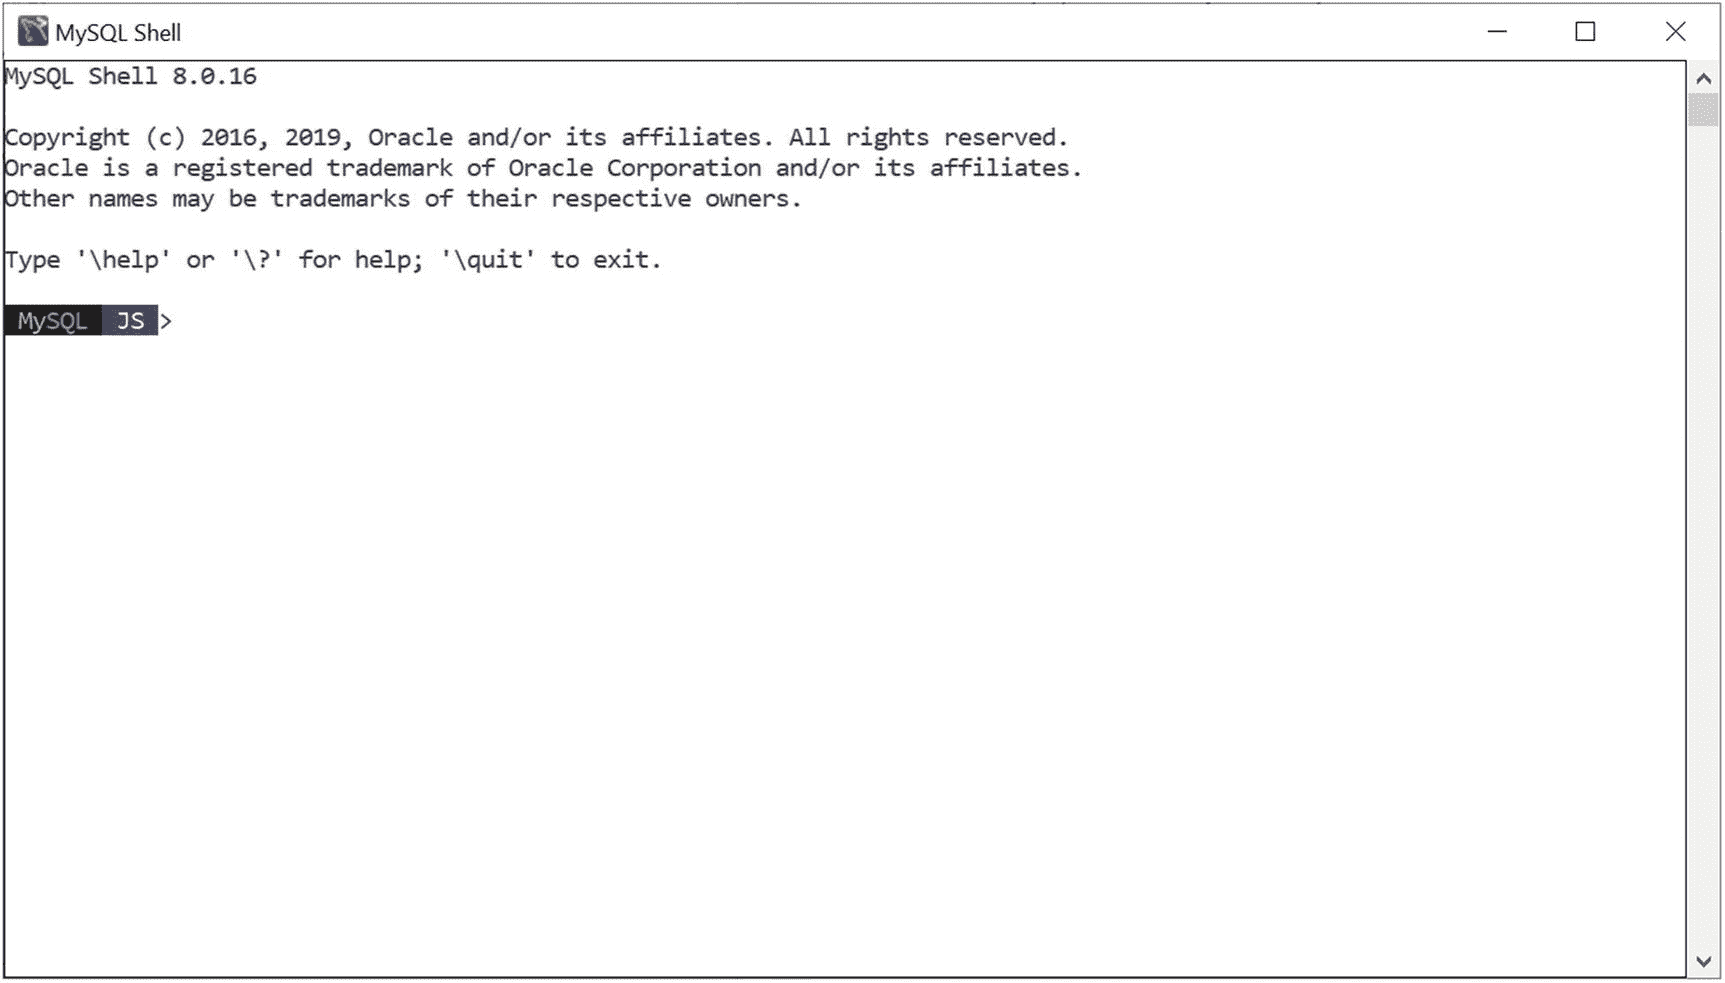 MySQL Shell
MySQL Shell 8.0.16
Copyright (c) 2016, 2019, Oracle and/or its affiliates. All rights reserved.
Oracle is a registered trademark of Oracle Corporation and/or its affiliates.
Other names may be trademarks of their respective owners.
Type '\help' or '\?' for help; '\quit' to exit.
MySQL JS >